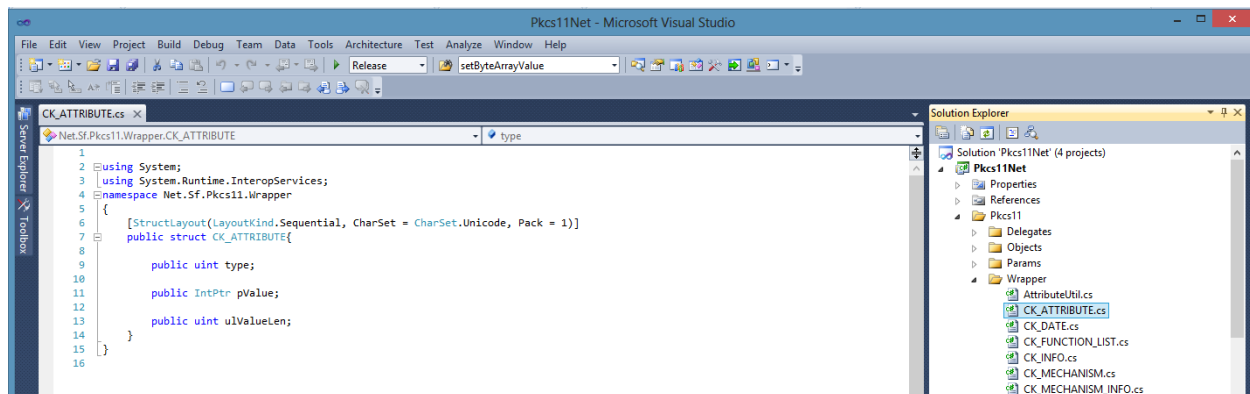 Pkcs11Net - Microsoft Visual Studio
File Edit View Project Build Debug Team Data Tools Architecture Test Analyze Window Help
Release setByteArrayValue
CK_ATTRIBUTE.cs
Net.Sf.Pkcs11.Wrapper.CK_ATTRIBUTE type
Server Explorer
Toolbox
1
2 using System;
3 using System.Runtime.InteropServices;
4 namespace Net.Sf.Pkcs11.Wrapper
5 {
6 [StructLayout(LayoutKind.Sequential, CharSet = CharSet.Unicode, Pack = 1)]
7 public struct CK_ATTRIBUTE{
8
9 public uint type;
10
11 public IntPtr pValue;
12
13 public uint ulValueLen;
14 }
15 }
16
Solution Explorer
Solution 'Pkcs11Net' (4 projects)
Pkcs11Net
Properties
References
Pkcs11
Delegates
Objects
Params
Wrapper
AttributeUtil.cs
CK_ATTRIBUTE.cs
CK_DATE.cs
CK_FUNCTION_LIST.cs
CK_INFO.cs
CK_MECHANISM.cs
CK_MECHANISM_INFO.cs